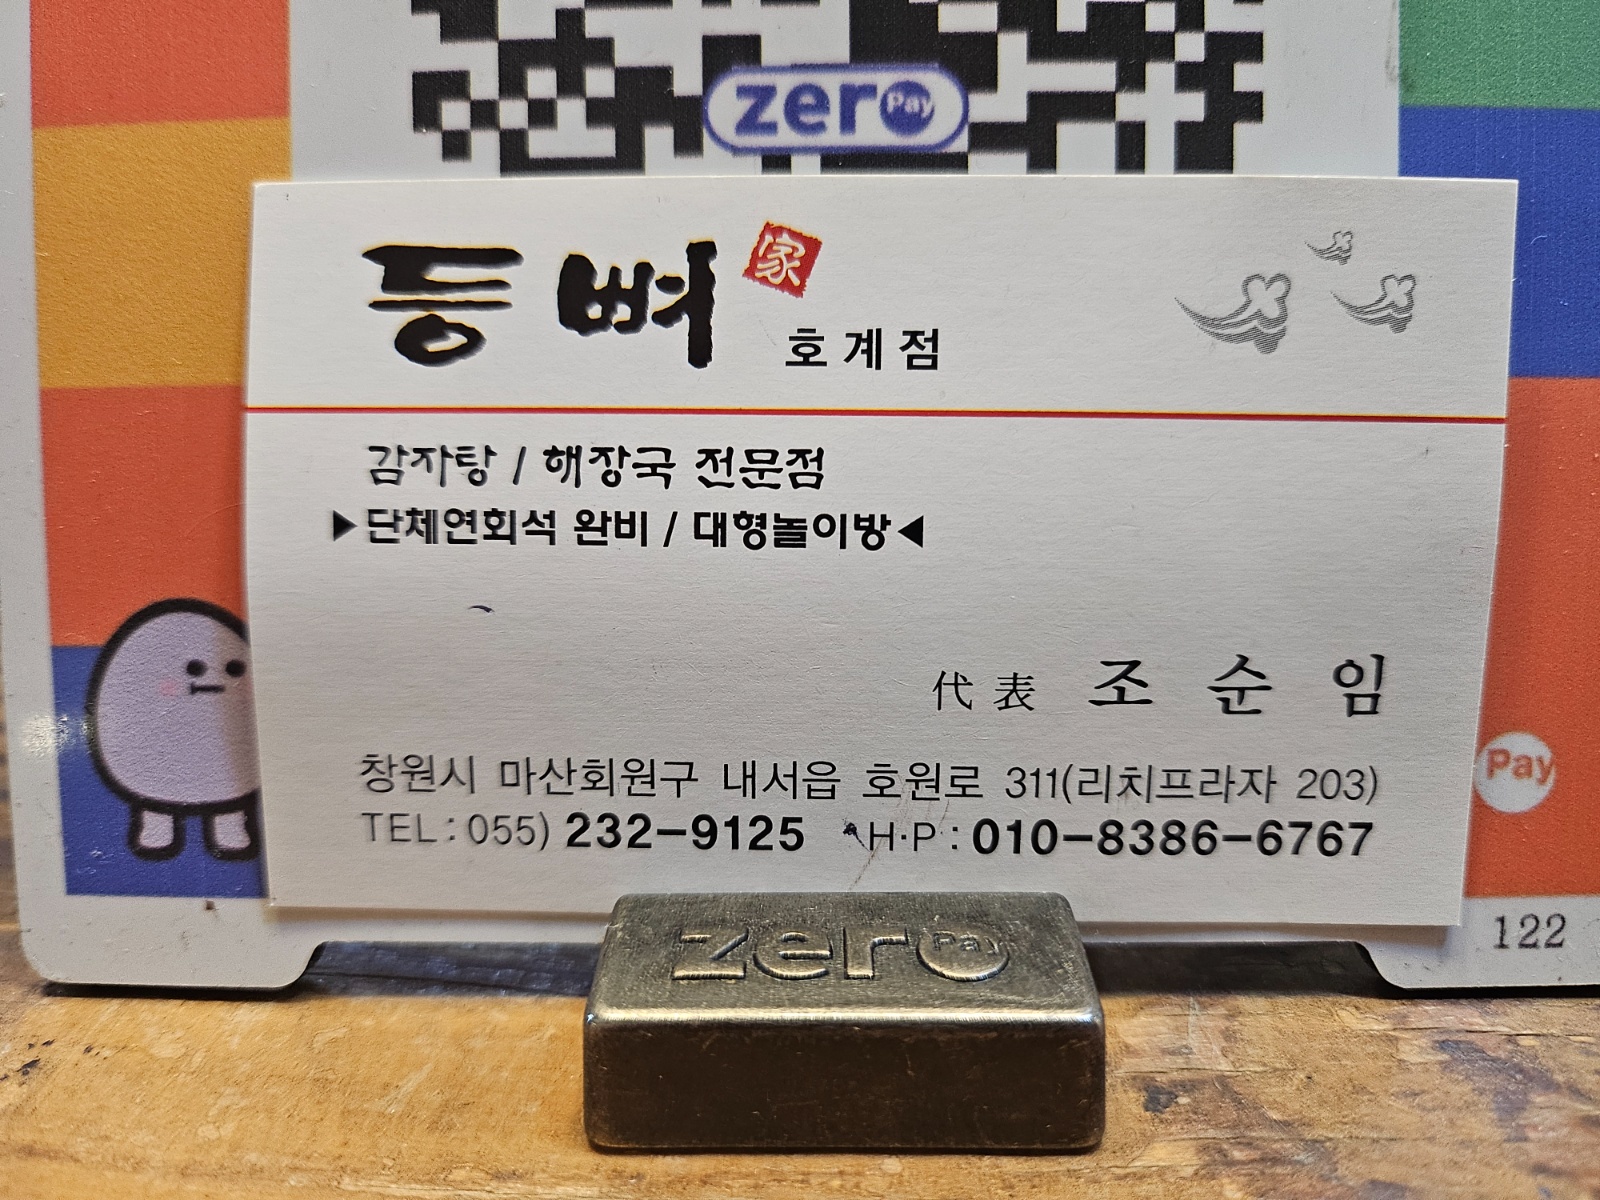 zero Pay
등뼈 家
호계점
감자탕 / 해장국 전문점
▶단체연회석 완비 / 대형놀이방◀
代表 조순임
창원시 마산회원구 내서읍 호원로 311(리치프라자 203)
TEL : 055) 232-9125 H·P : 010-8386-6767
Pay
122
zero Pay